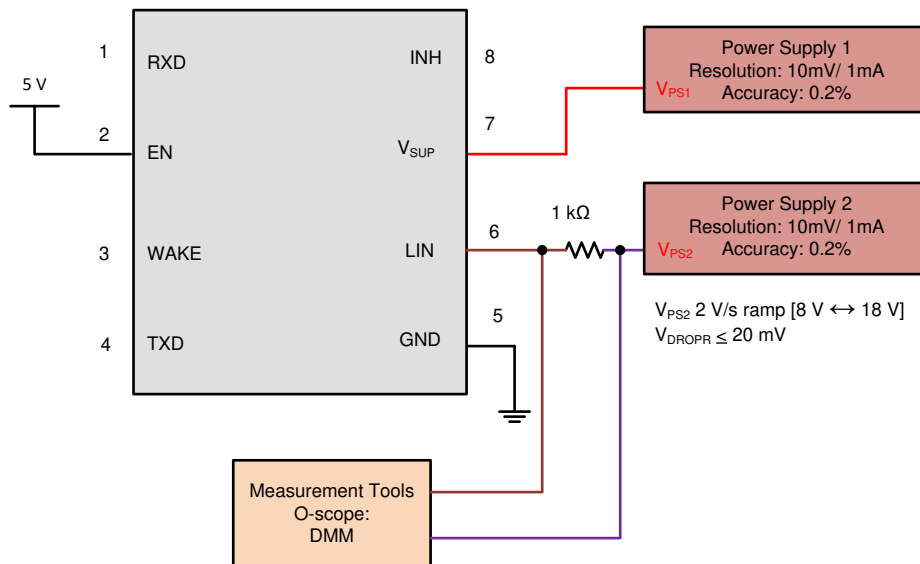 1
RXD
INH
8
5 V
2
EN
7
V_SUP
3
WAKE
6
LIN
4
TXD
5
GND
1 kΩ
Power Supply 1
Resolution: 10mV/ 1mA
V_PS1
Accuracy: 0.2%
Power Supply 2
Resolution: 10mV/ 1mA
V_PS2
Accuracy: 0.2%
V_PS2 2 V/s ramp [8 V ↔ 18 V]
V_DROPR ≤ 20 mV
Measurement Tools
O-scope:
DMM